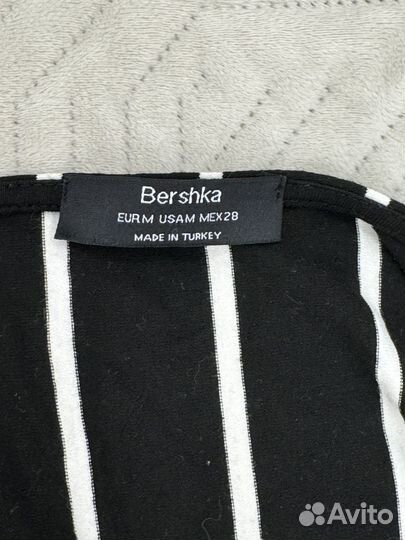 Bershka
EUR M USA M MEX 28
MADE IN TURKEY
Avito